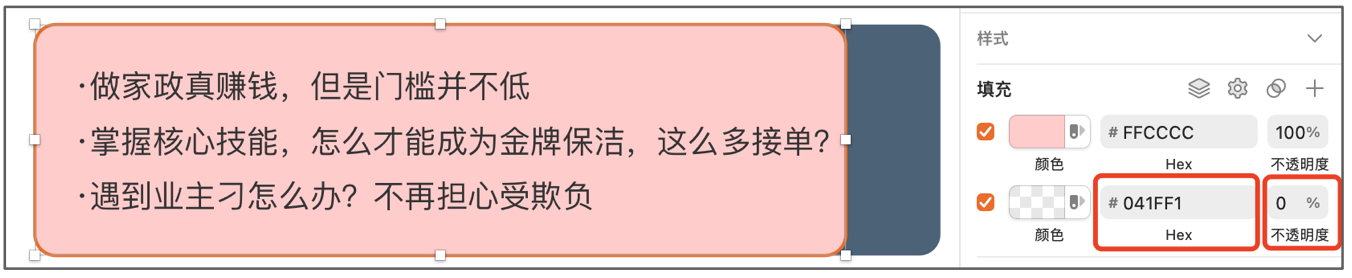 ·做家政真赚钱，但是门槛并不低
·掌握核心技能，怎么才能成为金牌保洁，这么多接单？
·遇到业主刁怎么办？不再担心受欺负
样式
填充
# FFCCCC 100%
颜色 Hex 不透明度
# 041FF1 0 %
颜色 Hex 不透明度